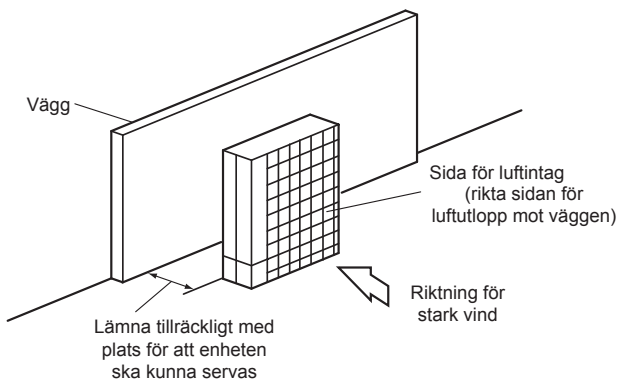 Vägg
Sida för luftintag
(rikta sidan för
luftutlopp mot väggen)
Riktning för
stark vind
Lämna tillräckligt med
plats för att enheten
ska kunna servas